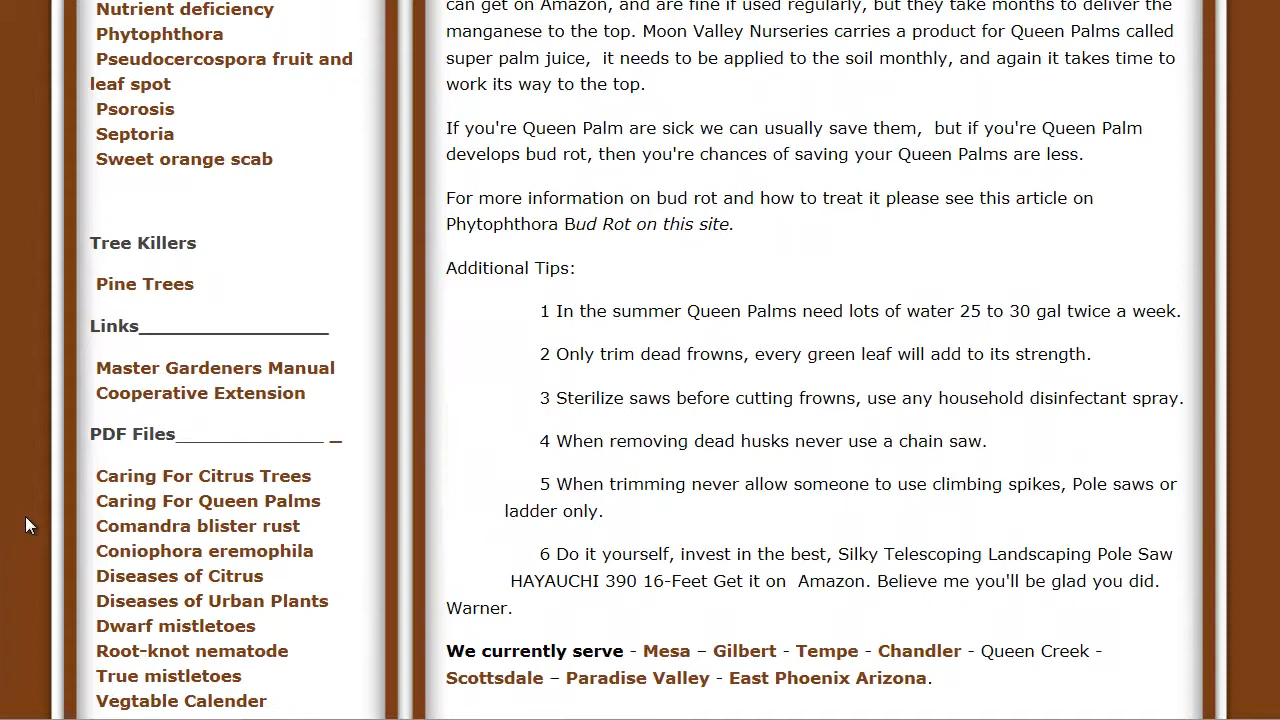 Nutrient deficiency
Phytophthora
Pseudocercospora fruit and
leaf spot
Psorosis
Septoria
Sweet orange scab
Tree Killers
Pine Trees
Links__________________
Master Gardeners Manual
Cooperative Extension
PDF Files______________ _
Caring For Citrus Trees
Caring For Queen Palms
Comandra blister rust
Coniophora eremophila
Diseases of Citrus
Diseases of Urban Plants
Dwarf mistletoes
Root-knot nematode
True mistletoes
Vegtable Calender
can get on Amazon, and are fine if used regularly, but they take months to deliver the
manganese to the top. Moon Valley Nurseries carries a product for Queen Palms called
super palm juice,  it needs to be applied to the soil monthly, and again it takes time to
work its way to the top.
If you're Queen Palm are sick we can usually save them,  but if you're Queen Palm
develops bud rot, then you're chances of saving your Queen Palms are less.
For more information on bud rot and how to treat it please see this article on
Phytophthora Bud Rot on this site.
Additional Tips:
1 In the summer Queen Palms need lots of water 25 to 30 gal twice a week.
2 Only trim dead frowns, every green leaf will add to its strength.
3 Sterilize saws before cutting frowns, use any household disinfectant spray.
4 When removing dead husks never use a chain saw.
5 When trimming never allow someone to use climbing spikes, Pole saws or
ladder only.
6 Do it yourself, invest in the best, Silky Telescoping Landscaping Pole Saw
HAYAUCHI 390 16-Feet Get it on  Amazon. Believe me you'll be glad you did.
Warner.
We currently serve - Mesa – Gilbert - Tempe - Chandler - Queen Creek -
Scottsdale – Paradise Valley - East Phoenix Arizona.